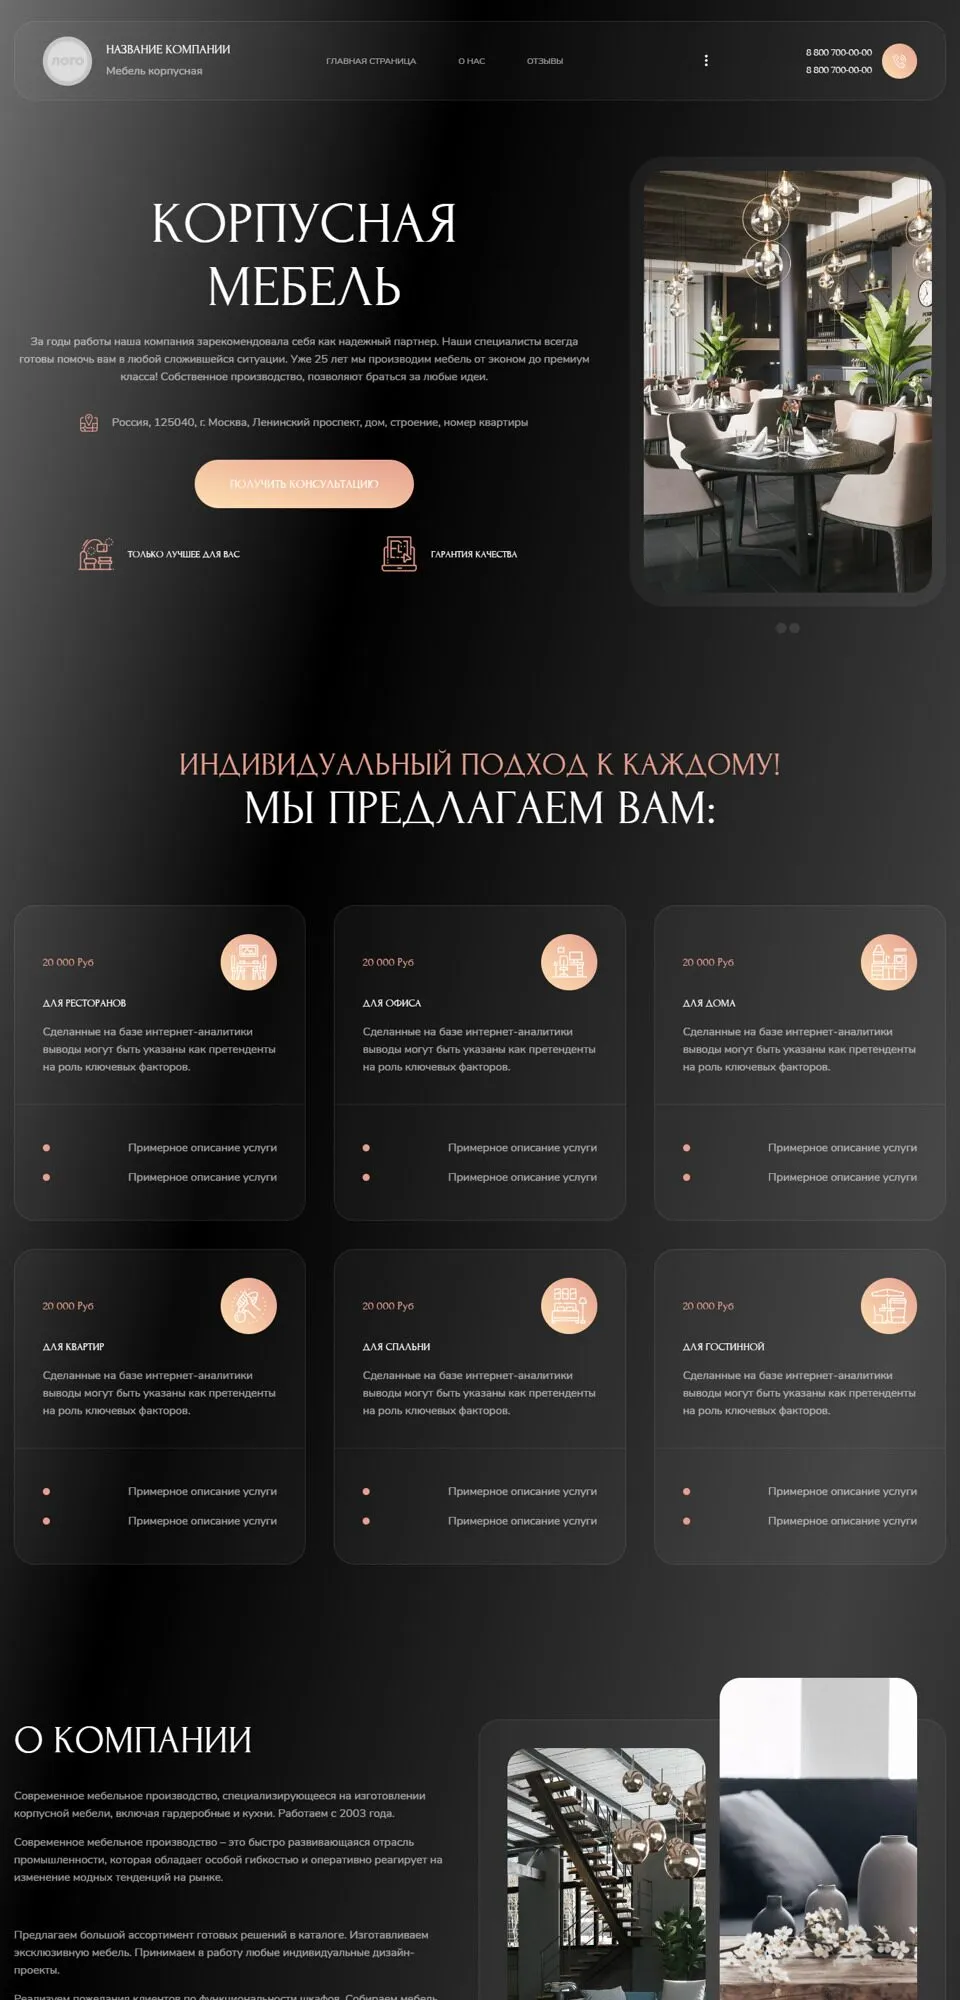 ЛОГО
НАЗВАНИЕ КОМПАНИИ
Мебель корпусная
ГЛАВНАЯ СТРАНИЦА
О НАС
ОТЗЫВЫ
8 800 700-00-00
8 800 700-00-00
КОРПУСНАЯ
МЕБЕЛЬ
За годы работы наша компания зарекомендовала себя как надежный партнер. Наши специалисты всегда
готовы помочь вам в любой сложившейся ситуации. Уже 25 лет мы производим мебель от эконом до премиум
класса! Собственное производство, позволяют браться за любые идеи.
Россия, 125040, г. Москва, Ленинский проспект, дом, строение, номер квартиры
ПОЛУЧИТЬ КОНСУЛЬТАЦИЮ
ТОЛЬКО ЛУЧШЕЕ ДЛЯ ВАС
ГАРАНТИЯ КАЧЕСТВА
ИНДИВИДУАЛЬНЫЙ ПОДХОД К КАЖДОМУ!
МЫ ПРЕДЛАГАЕМ ВАМ:
20 000 Руб
ДЛЯ РЕСТОРАНОВ
Сделанные на базе интернет-аналитики
выводы могут быть указаны как претенденты
на роль ключевых факторов.
Примерное описание услуги
Примерное описание услуги
20 000 Руб
ДЛЯ ОФИСА
Сделанные на базе интернет-аналитики
выводы могут быть указаны как претенденты
на роль ключевых факторов.
Примерное описание услуги
Примерное описание услуги
20 000 Руб
ДЛЯ ДОМА
Сделанные на базе интернет-аналитики
выводы могут быть указаны как претенденты
на роль ключевых факторов.
Примерное описание услуги
Примерное описание услуги
20 000 Руб
ДЛЯ КВАРТИР
Сделанные на базе интернет-аналитики
выводы могут быть указаны как претенденты
на роль ключевых факторов.
Примерное описание услуги
Примерное описание услуги
20 000 Руб
ДЛЯ СПАЛЬНИ
Сделанные на базе интернет-аналитики
выводы могут быть указаны как претенденты
на роль ключевых факторов.
Примерное описание услуги
Примерное описание услуги
20 000 Руб
ДЛЯ ГОСТИННОЙ
Сделанные на базе интернет-аналитики
выводы могут быть указаны как претенденты
на роль ключевых факторов.
Примерное описание услуги
Примерное описание услуги
О КОМПАНИИ
Современное мебельное производство, специализирующееся на изготовлении
корпусной мебели, включая гардеробные и кухни. Работаем с 2003 года.
Современное мебельное производство – это быстро развивающаяся отрасль
промышленности, которая обладает особой гибкостью и оперативно реагирует на
изменение модных тенденций на рынке.
Предлагаем большой ассортимент готовых решений в каталоге. Изготавливаем
эксклюзивную мебель. Принимаем в работу любые индивидуальные дизайн-
проекты.
Реализуем пожелания клиентов по функциональности шкафов. Собираем мебель